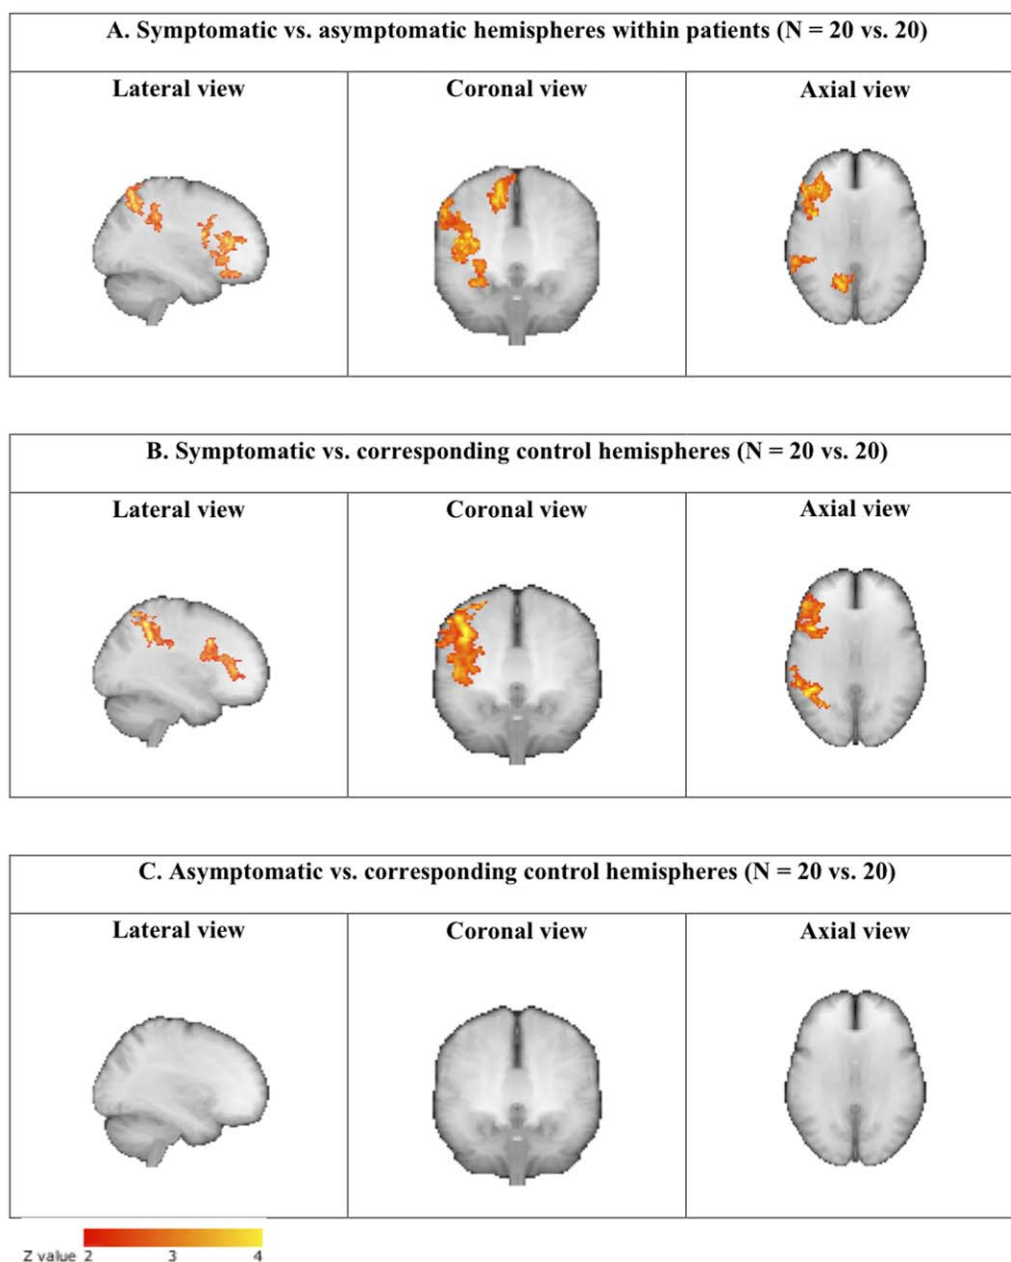 A. Symptomatic vs. asymptomatic hemispheres within patients (N = 20 vs. 20)
Lateral view
Coronal view
Axial view
B. Symptomatic vs. corresponding control hemispheres (N = 20 vs. 20)
Lateral view
Coronal view
Axial view
C. Asymptomatic vs. corresponding control hemispheres (N = 20 vs. 20)
Lateral view
Coronal view
Axial view
Z value 2 3 4